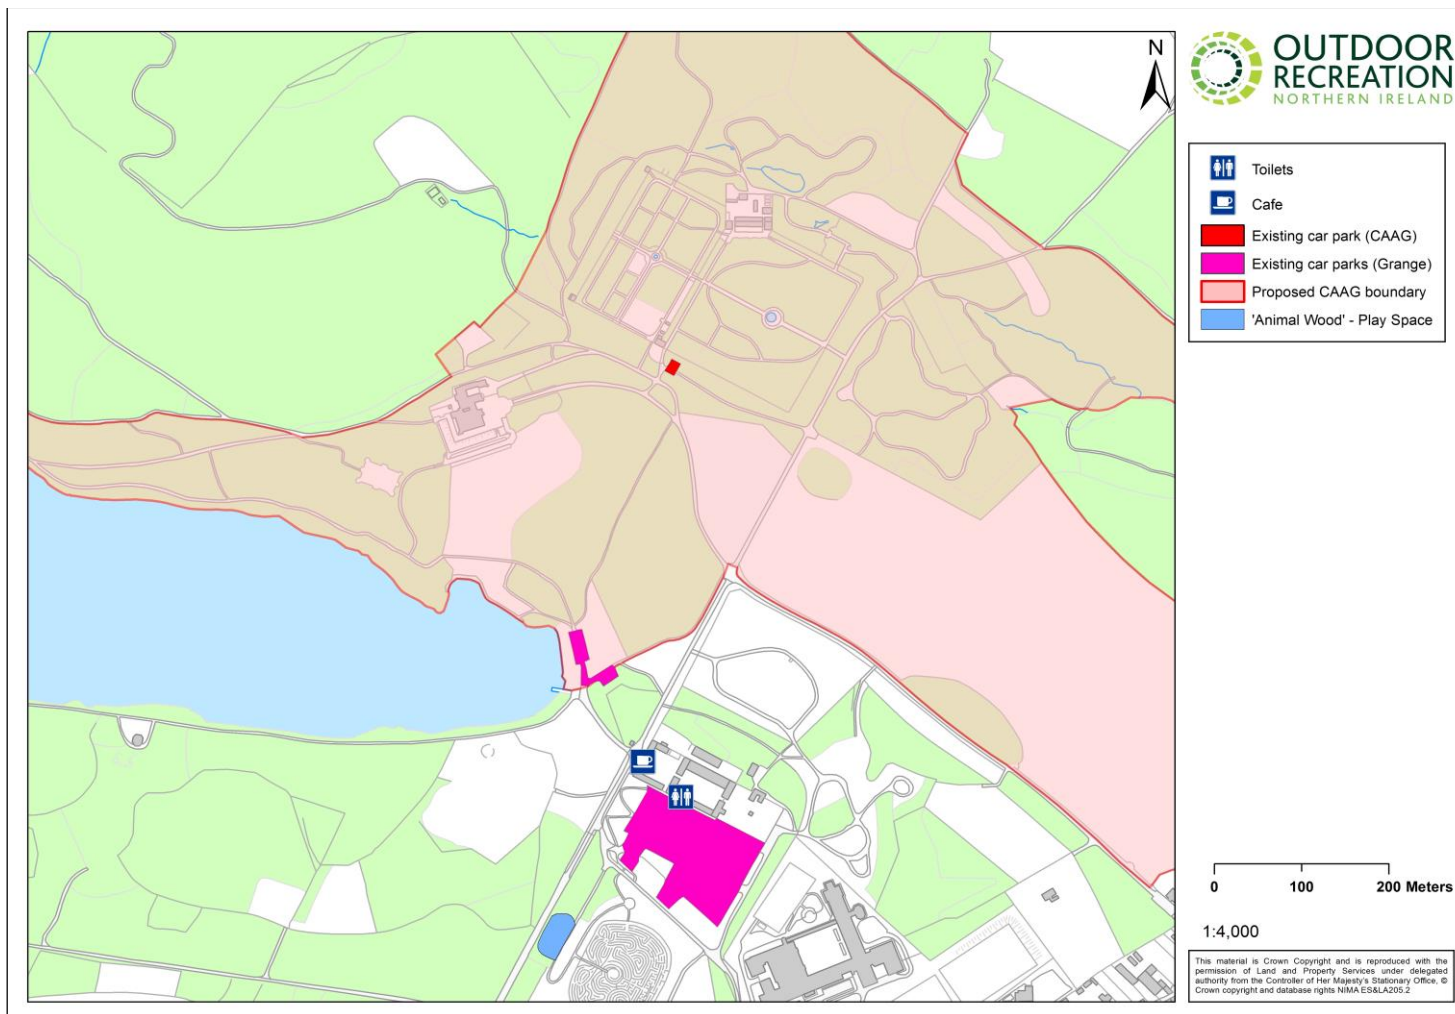 N
OUTDOOR
RECREATION
NORTHERN IRELAND
Toilets
Cafe
Existing car park (CAAG)
Existing car parks (Grange)
Proposed CAAG boundary
'Animal Wood' - Play Space
0 100 200 Meters
1:4,000
This material is Crown Copyright and is reproduced with the
permission of Land and Property Services under delegated
authority from the Controller of Her Majesty's Stationary Office, ©
Crown copyright and database rights NIMA ES&LA205.2